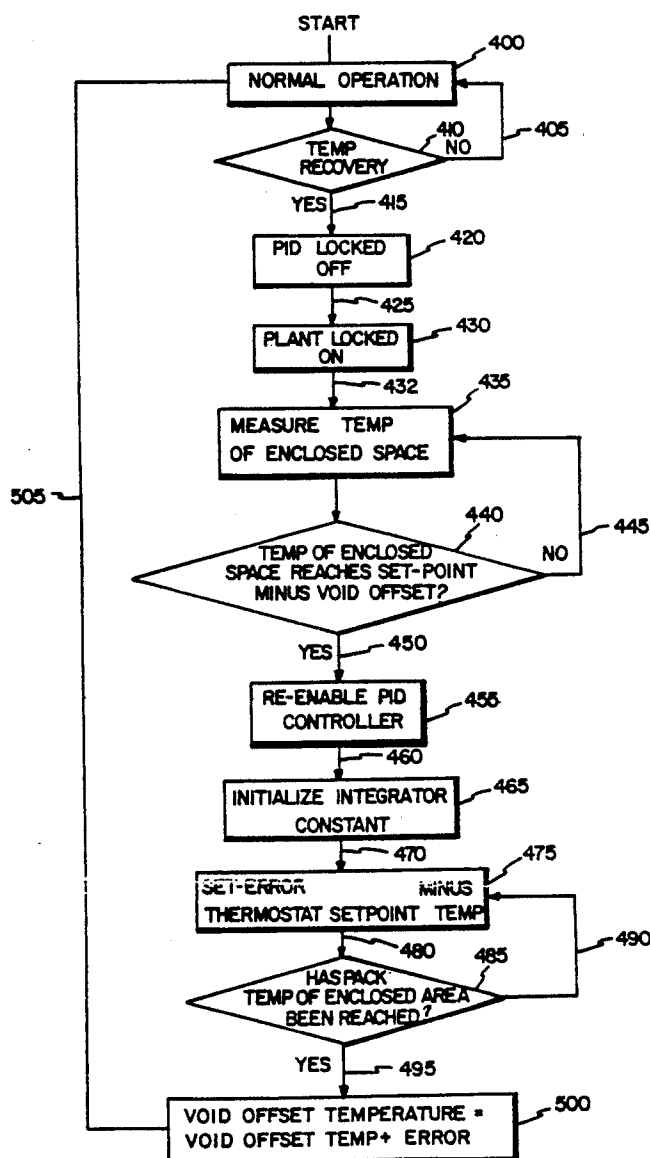 START
400
NORMAL OPERATION
410
405
NO
TEMP
RECOVERY
YES
415
PID LOCKED
OFF
420
425
PLANT LOCKED
ON
430
432
435
MEASURE TEMP
OF ENCLOSED SPACE
505
440
445
NO
TEMP OF ENCLOSED
SPACE REACHES SET-POINT
MINUS VOID OFFSET?
YES
450
RE-ENABLE PID
CONTROLLER
455
460
INITIALIZE INTEGRATOR
CONSTANT
465
470
475
SET-ERROR MINUS
THERMOSTAT SETPOINT TEMP
480
490
485
HAS PACK
TEMP OF ENCLOSED AREA
BEEN REACHED?
YES
495
500
VOID OFFSET TEMPERATURE =
VOID OFFSET TEMP+ ERROR